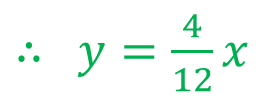 ∴ y = 4/12 x